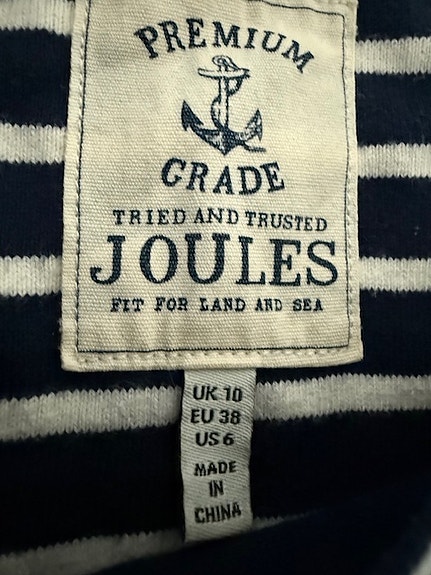 PREMIUM
GRADE
TRIED AND TRUSTED
JOULES
FIT FOR LAND AND SEA
UK 10
EU 38
US 6
MADE
IN
CHINA